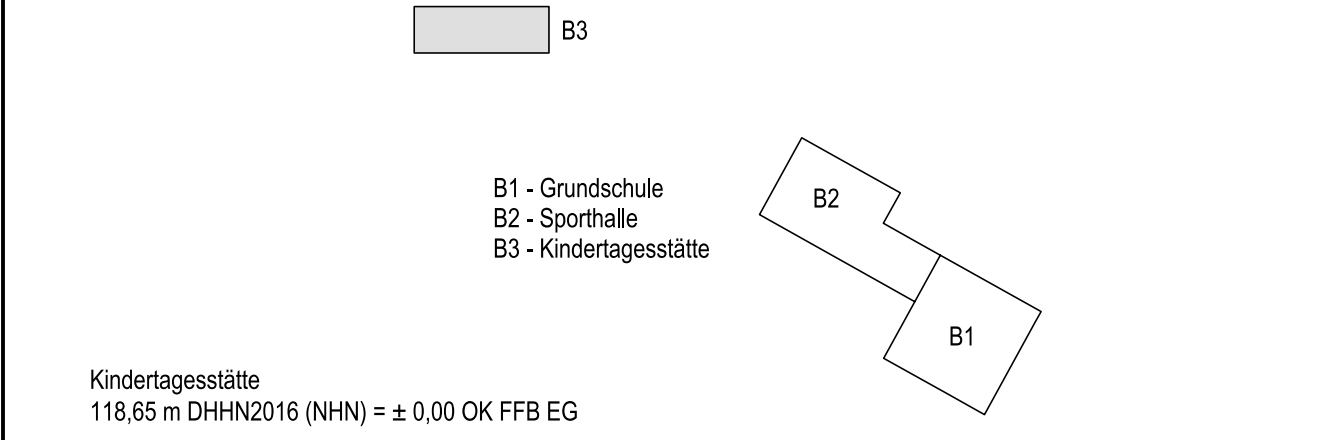 B3
B1 - Grundschule
B2 - Sporthalle
B3 - Kindertagesstätte
B2
B1
Kindertagesstätte
118,65 m DHHN2016 (NHN) = ± 0,00 OK FFB EG